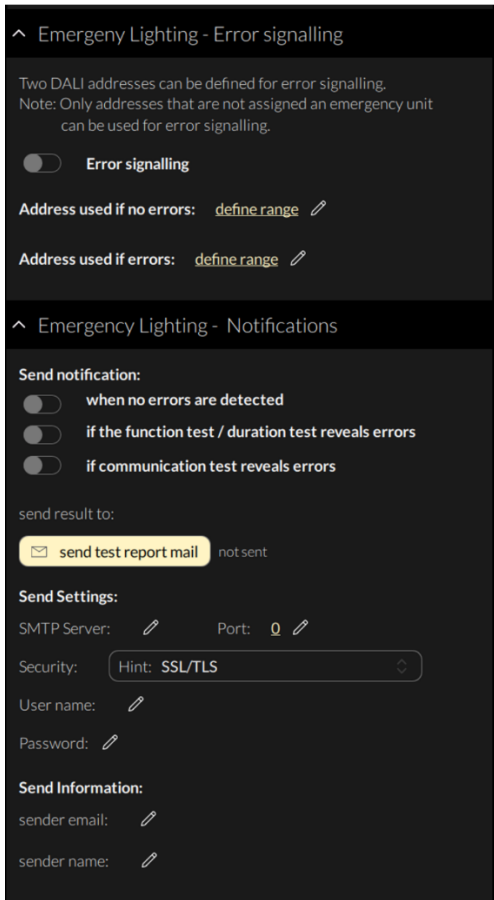 Emergeny Lighting - Error signalling
Two DALI addresses can be defined for error signalling.
Note: Only addresses that are not assigned an emergency unit
can be used for error signalling.
Error signalling
Address used if no errors: define range
Address used if errors: define range
Emergency Lighting - Notifications
Send notification:
when no errors are detected
if the function test / duration test reveals errors
if communication test reveals errors
send result to:
send test report mail not sent
Send Settings:
SMTP Server: Port: 0
Security: Hint: SSL/TLS
User name:
Password:
Send Information:
sender email:
sender name: